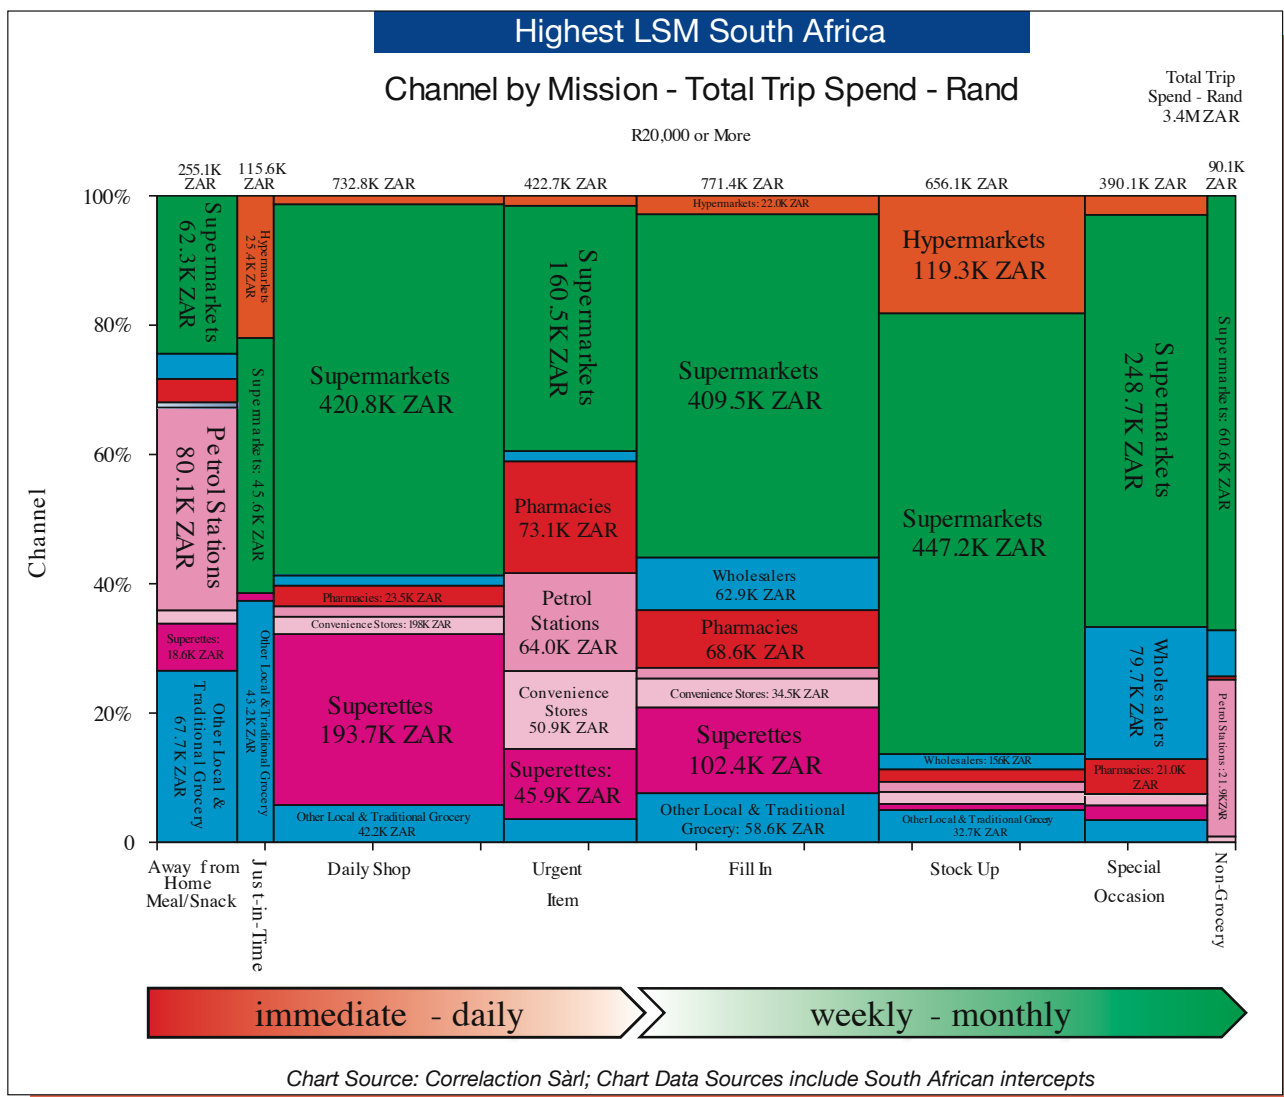 Highest LSM South Africa
Channel by Mission - Total Trip Spend - Rand
Total Trip
Spend - Rand
3.4M ZAR
R20,000 or More
255.1K
ZAR
115.6K
ZAR
732.8K ZAR
422.7K ZAR
771.4K ZAR
656.1K ZAR
390.1K ZAR
90.1K
ZAR
100%
80%
60%
40%
20%
0
Channel
Supermarkets
62.3K ZAR
Petrol Stations
80.1K ZAR
Superettes:
18.6K ZAR
Other Local &
Traditional Grocery
67.7K ZAR
Hypermarkets
25.4K ZAR
Supermarkets: 45.6K ZAR
Other Local & Traditional Grocery
43.2K ZAR
Supermarkets
420.8K ZAR
Pharmacies: 23.5K ZAR
Convenience Stores: 198K ZAR
Superettes
193.7K ZAR
Other Local & Traditional Grocery
42.2K ZAR
Supermarkets
160.5K ZAR
Pharmacies
73.1K ZAR
Petrol
Stations
64.0K ZAR
Convenience
Stores
50.9K ZAR
Superettes:
45.9K ZAR
Hypermarkets: 22.0K ZAR
Supermarkets
409.5K ZAR
Wholesalers
62.9K ZAR
Pharmacies
68.6K ZAR
Convenience Stores: 34.5K ZAR
Superettes
102.4K ZAR
Other Local & Traditional
Grocery: 58.6K ZAR
Hypermarkets
119.3K ZAR
Supermarkets
447.2K ZAR
Wholesalers: 156K ZAR
Other Local & Traditional Grocery
32.7K ZAR
Supermarkets
248.7K ZAR
Wholesalers
79.7K ZAR
Pharmacies: 21.0K
ZAR
Supermarkets: 60.6K ZAR
Petrol Stations: 21.9K ZAR
Away from
Home
Meal/Snack
Just-in-Time
Daily Shop
Urgent
Item
Fill In
Stock Up
Special
Occasion
Non-Grocery
immediate - daily
weekly - monthly
Chart Source: Correlaction Sàrl; Chart Data Sources include South African intercepts